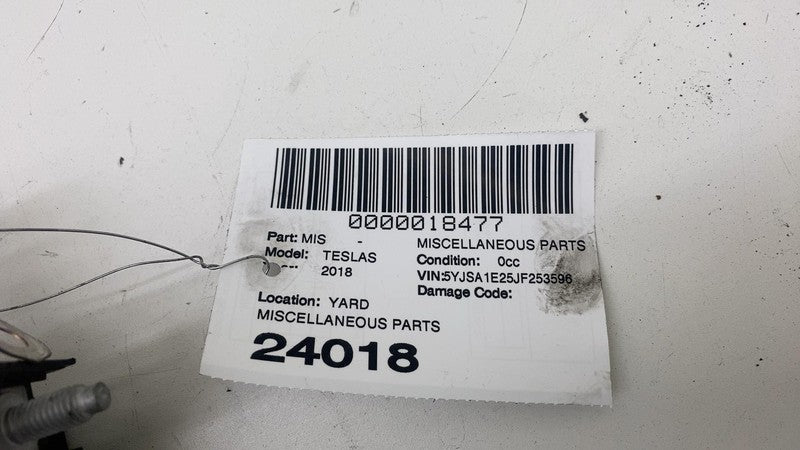 0000018477
Part: MIS - MISCELLANEOUS PARTS
Model: TESLAS Condition: 0cc
2018 VIN:5YJSA1E25JF253596
Damage Code:
Location: YARD
MISCELLANEOUS PARTS
24018